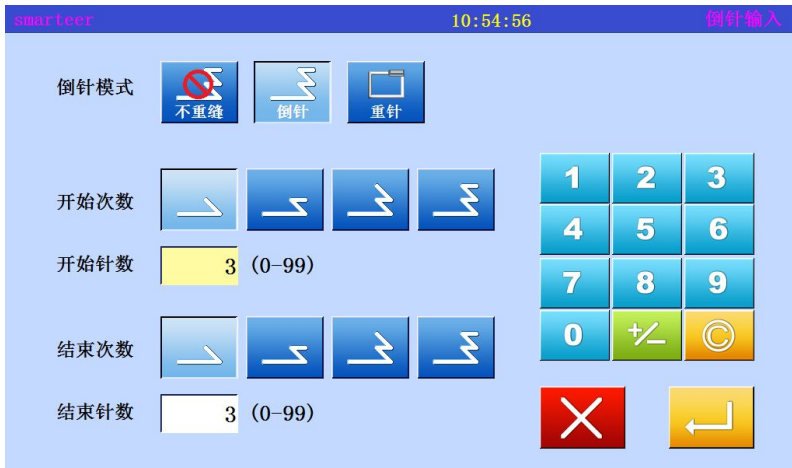 smarteer 10:54:56 倒针输入
倒针模式
不重缝 倒针 重针
开始次数
开始针数 3 (0-99)
结束次数
结束针数 3 (0-99)
1 2 3
4 5 6
7 8 9
0 +/- ©